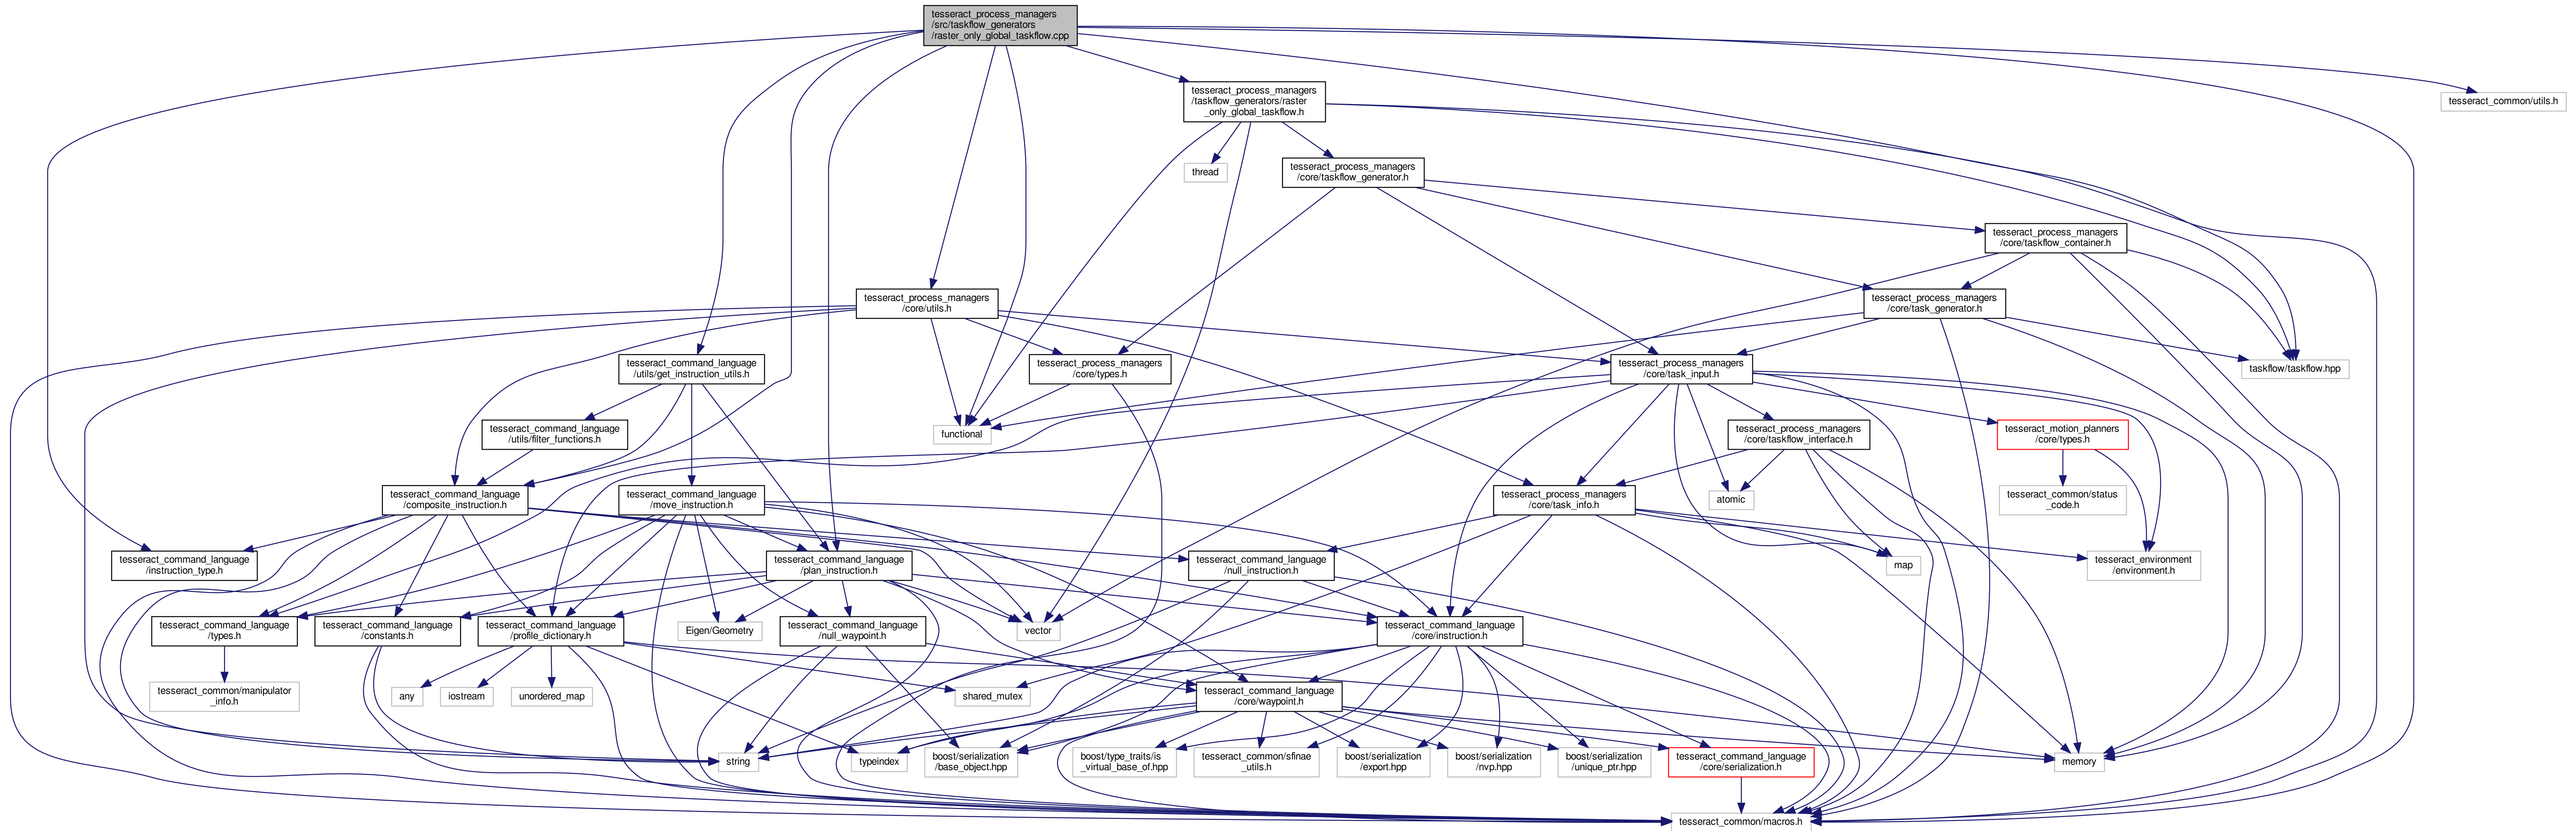 tesseract_process_managers
/src/taskflow_generators
/raster_only_global_taskflow.cpp
tesseract_process_managers
/taskflow_generators/raster
_only_global_taskflow.h
tesseract_common/utils.h
thread
tesseract_process_managers
/core/taskflow_generator.h
tesseract_process_managers
/core/taskflow_container.h
tesseract_process_managers
/core/utils.h
tesseract_process_managers
/core/task_generator.h
tesseract_command_language
/utils/get_instruction_utils.h
tesseract_process_managers
/core/types.h
tesseract_process_managers
/core/task_input.h
taskflow/taskflow.hpp
tesseract_command_language
/utils/filter_functions.h
functional
tesseract_process_managers
/core/taskflow_interface.h
tesseract_motion_planners
/core/types.h
tesseract_command_language
/composite_instruction.h
tesseract_command_language
/move_instruction.h
tesseract_process_managers
/core/task_info.h
atomic
tesseract_common/status
_code.h
tesseract_command_language
/instruction_type.h
tesseract_command_language
/plan_instruction.h
tesseract_command_language
/null_instruction.h
map
tesseract_environment
/environment.h
tesseract_command_language
/types.h
tesseract_command_language
/constants.h
tesseract_command_language
/profile_dictionary.h
Eigen/Geometry
tesseract_command_language
/null_waypoint.h
vector
tesseract_command_language
/core/instruction.h
tesseract_common/manipulator
_info.h
any
iostream
unordered_map
shared_mutex
tesseract_command_language
/core/waypoint.h
string
typeindex
boost/serialization
/base_object.hpp
boost/type_traits/is
_virtual_base_of.hpp
tesseract_common/sfinae
_utils.h
boost/serialization
/export.hpp
boost/serialization
/nvp.hpp
boost/serialization
/unique_ptr.hpp
tesseract_command_language
/core/serialization.h
memory
tesseract_common/macros.h